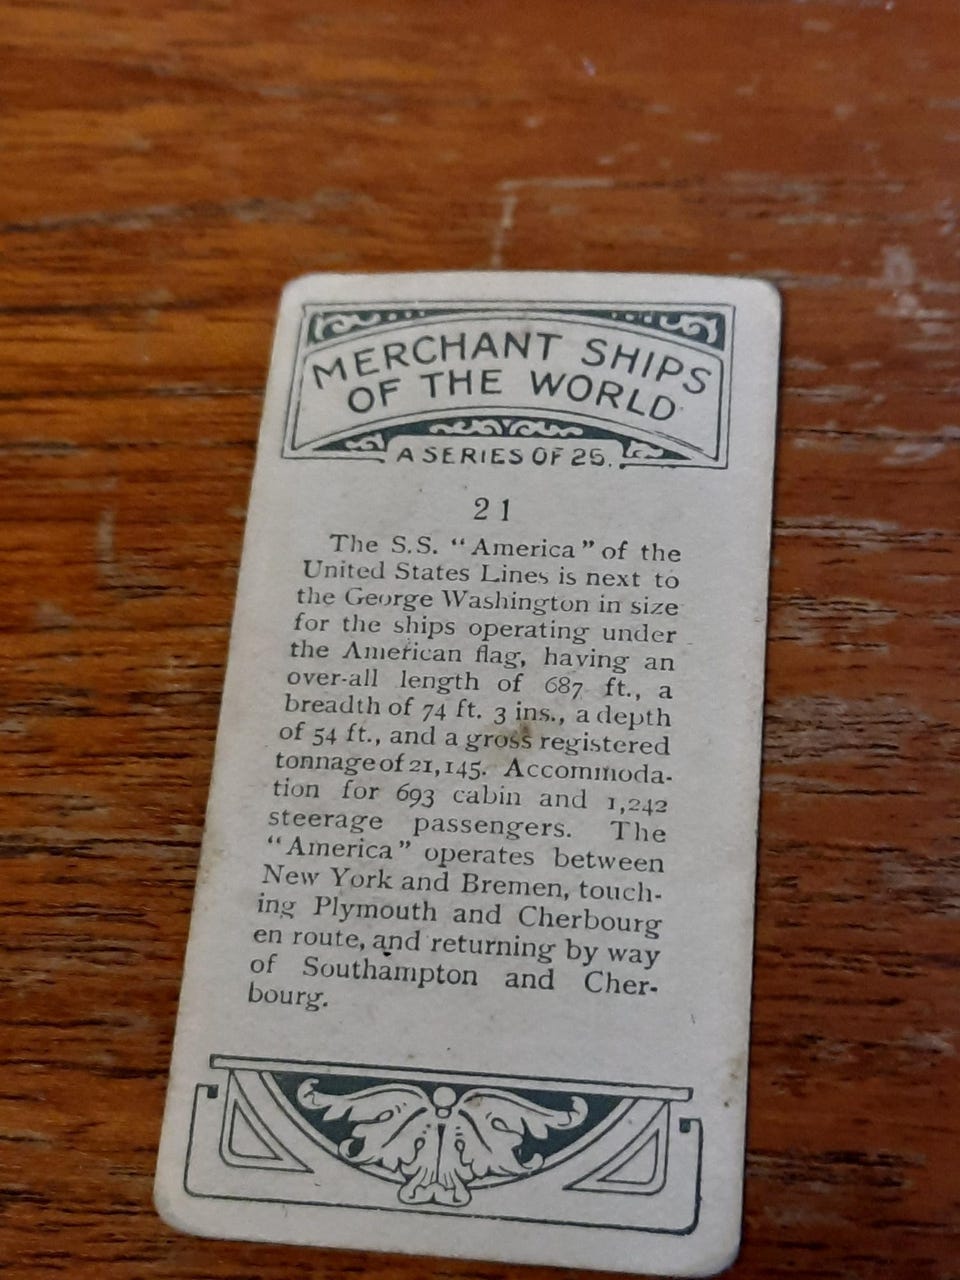 MERCHANT SHIPS
OF THE WORLD
A SERIES OF 25.
21
The S.S. “America” of the
United States Lines is next to
the George Washington in size
for the ships operating under
the American flag, having an
over-all length of 687 ft., a
breadth of 74 ft. 3 ins., a depth
of 54 ft., and a gross registered
tonnage of 21,145. Accommoda-
tion for 693 cabin and 1,242
steerage passengers. The
“America” operates between
New York and Bremen, touch-
ing Plymouth and Cherbourg
en route, and returning by way
of Southampton and Cher-
bourg.